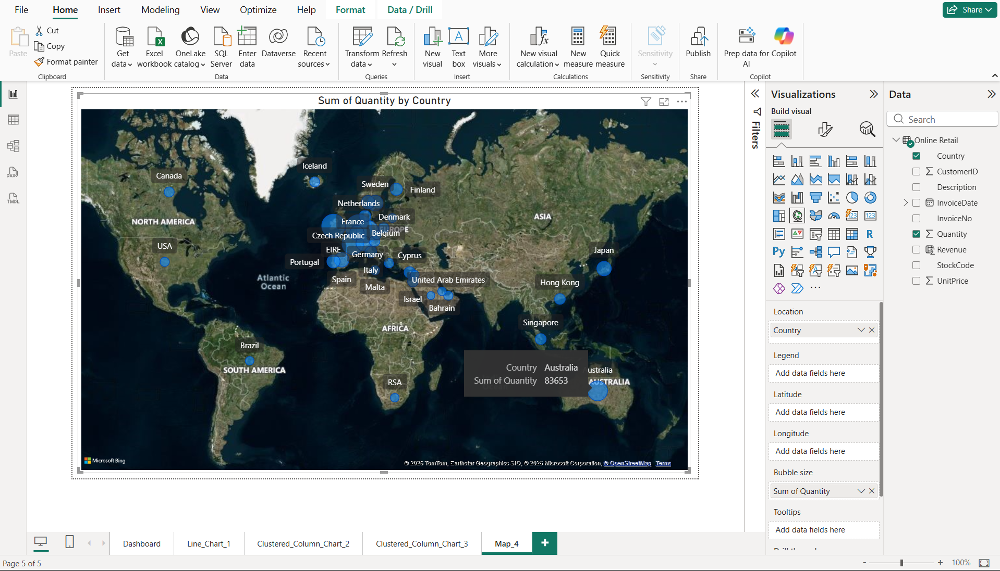 File Home Insert Modeling View Optimize Help Format Data / Drill Share
Paste
Cut
Copy
Format painter
Clipboard
Get data
Excel workbook
OneLake catalog
SQL Server
Enter data
Dataverse
Recent sources
Data
Transform data
Refresh
Queries
New visual
Text box
More visuals
Insert
New visual calculation
New measure
Quick measure
Calculations
Sensitivity
Sensitivity
Publish
Share
Prep data for AI
Copilot
Copilot
Sum of Quantity by Country
Iceland
Canada
Sweden
Finland
Netherlands
Denmark
NORTH AMERICA
France
ASIA
EUROPE
Czech Republic
Belgium
USA
EIRE
Germany
Cyprus
Japan
Portugal
Italy
Atlantic
Ocean
Spain
United Arab Emirates
Hong Kong
Malta
Israel
Bahrain
Singapore
AFRICA
Brazil
SOUTH AMERICA
Country Australia
Sum of Quantity 83653
ustralia
AUSTRALIA
RSA
Microsoft Bing
© 2026 TomTom, Earthstar Geographics SIO, © 2026 Microsoft Corporation, © OpenStreetMap Terms
Filters
Visualizations
Build visual
123
123
R
Py
Location
Country
Legend
Add data fields here
Latitude
Add data fields here
Longitude
Add data fields here
Bubble size
Sum of Quantity
Tooltips
Add data fields here
Data
Search
Online Retail
Country
CustomerID
Description
InvoiceDate
InvoiceNo
Quantity
Revenue
StockCode
UnitPrice
DAX
TMDL
Dashboard Line_Chart_1 Clustered_Column_Chart_2 Clustered_Column_Chart_3 Map_4
Page 5 of 5
- + 100%